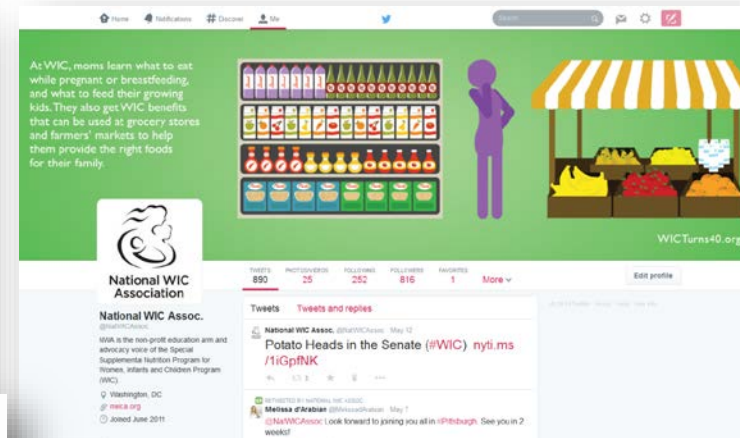 Home Notifications # Discover Me Search
At WIC, moms learn what to eat
while pregnant or breastfeeding,
and what to feed their growing
kids. They also get WIC benefits
that can be used at grocery stores
and farmers' markets to help
them provide the right foods
for their family.
WICTurns40.org
National WIC
Association
TWEETS PHOTOS/VIDEOS FOLLOWING FOLLOWERS FAVORITES
890 25 252 816 1 More
Edit profile
National WIC Assoc.
@NatWICAssoc
NWA is the non-profit education arm and
advocacy voice of the Special
Supplemental Nutrition Program for
Women, Infants and Children Program
(WIC).
Washington, DC
nwica.org
Joined June 2011
Tweets Tweets and replies
National WIC Assoc. @NatWICAssoc May 12
Potato Heads in the Senate (#WIC) nyti.ms
/1iGpfNK
RETWEETED BY NATIONAL WIC ASSOC.
Melissa d'Arabian @MelissadArabian May 7
@NatWICAssoc Look forward to joining you all in #Pittsburgh. See you in 2
weeks!!